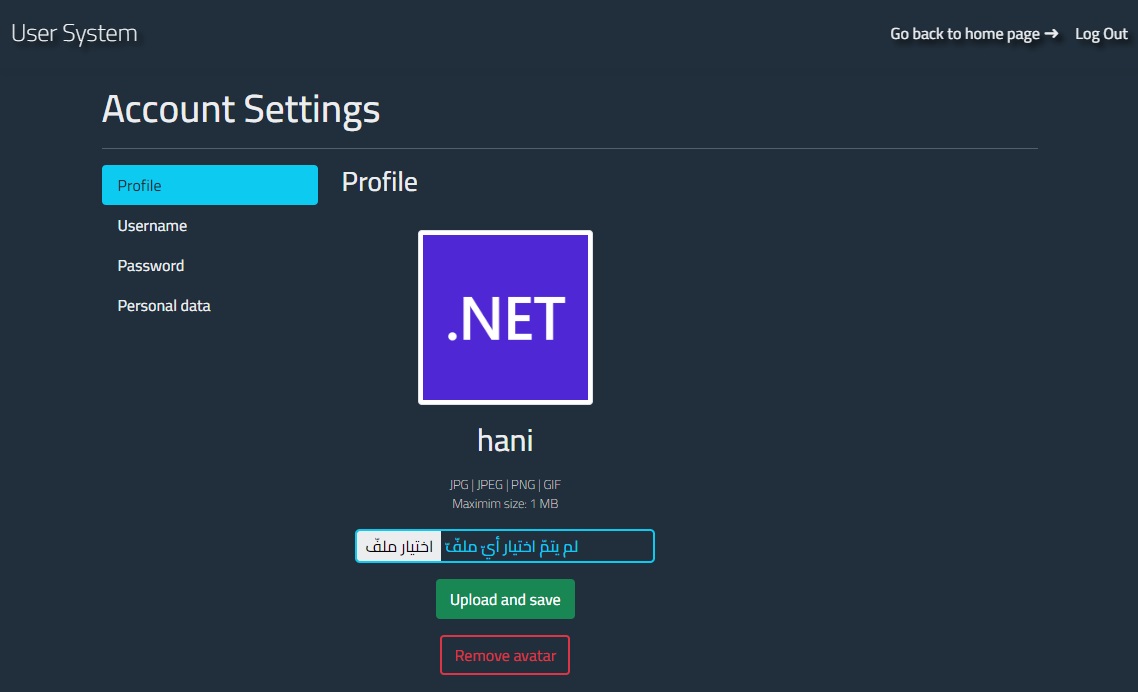 User System
Go back to home page ➜ Log Out
Account Settings
Profile
Username
Password
Personal data
Profile
.NET
hani
JPG | JPEG | PNG | GIF
Maximim size: 1 MB
اختيار ملفّ
لم يتمّ اختيار أيّ ملفّ
Upload and save
Remove avatar